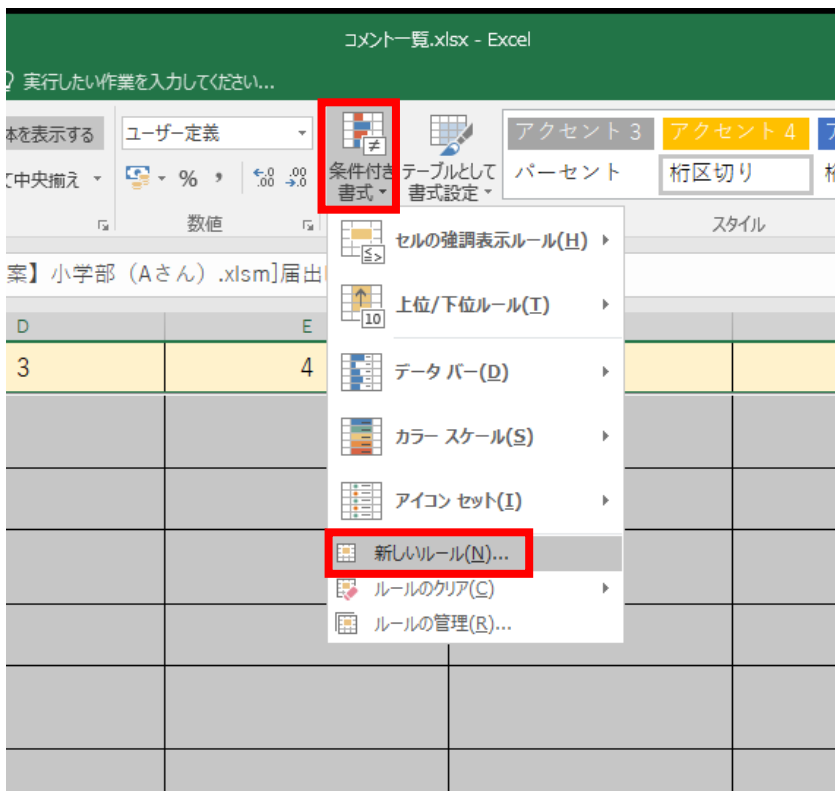 コメント一覧.xlsx - Excel
実行したい作業を入力してください...
体を表示する
ユーザー定義
て中央揃え
% ,
.0 .00
.00 .0
条件付き
書式
テーブルとして
書式設定
アクセント 3
アクセント 4
パーセント
桁区切り
数値
スタイル
案】小学部（Aさん）.xlsm]届出
セルの強調表示ルール(H)
上位/下位ルール(T)
10
データ バー(D)
カラー スケール(S)
アイコン セット(I)
新しいルール(N)...
ルールのクリア(C)
ルールの管理(R)...
D
E
3
4